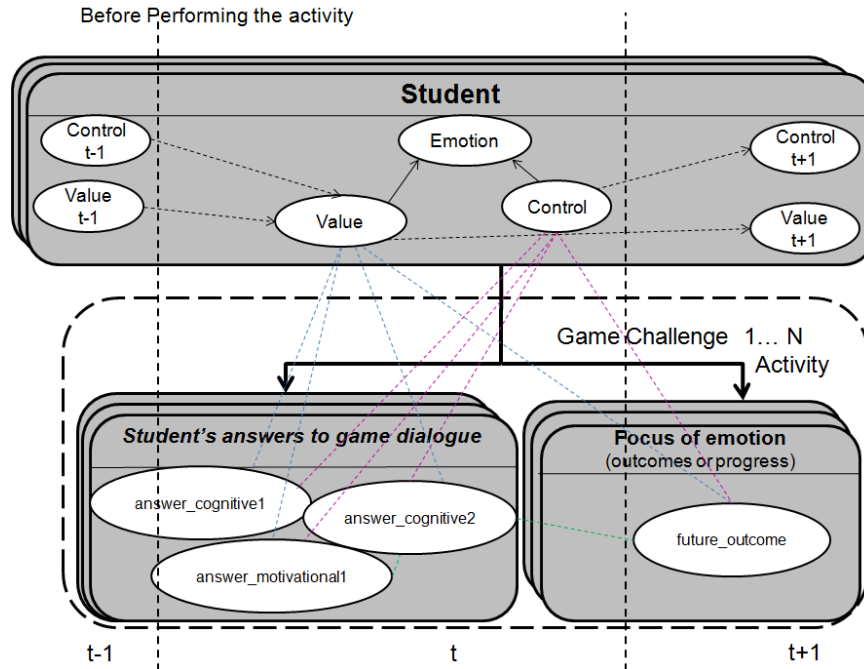 Before Performing the activity
Student
Control
t-1
Emotion
Control
t+1
Value
t-1
Value
Control
Value
t+1
Game Challenge 1... N
Activity
Student's answers to game dialogue
Focus of emotion
(outcomes or progress)
answer_cognitive1
answer_cognitive2
future_outcome
answer_motivational1
t-1
t
t+1